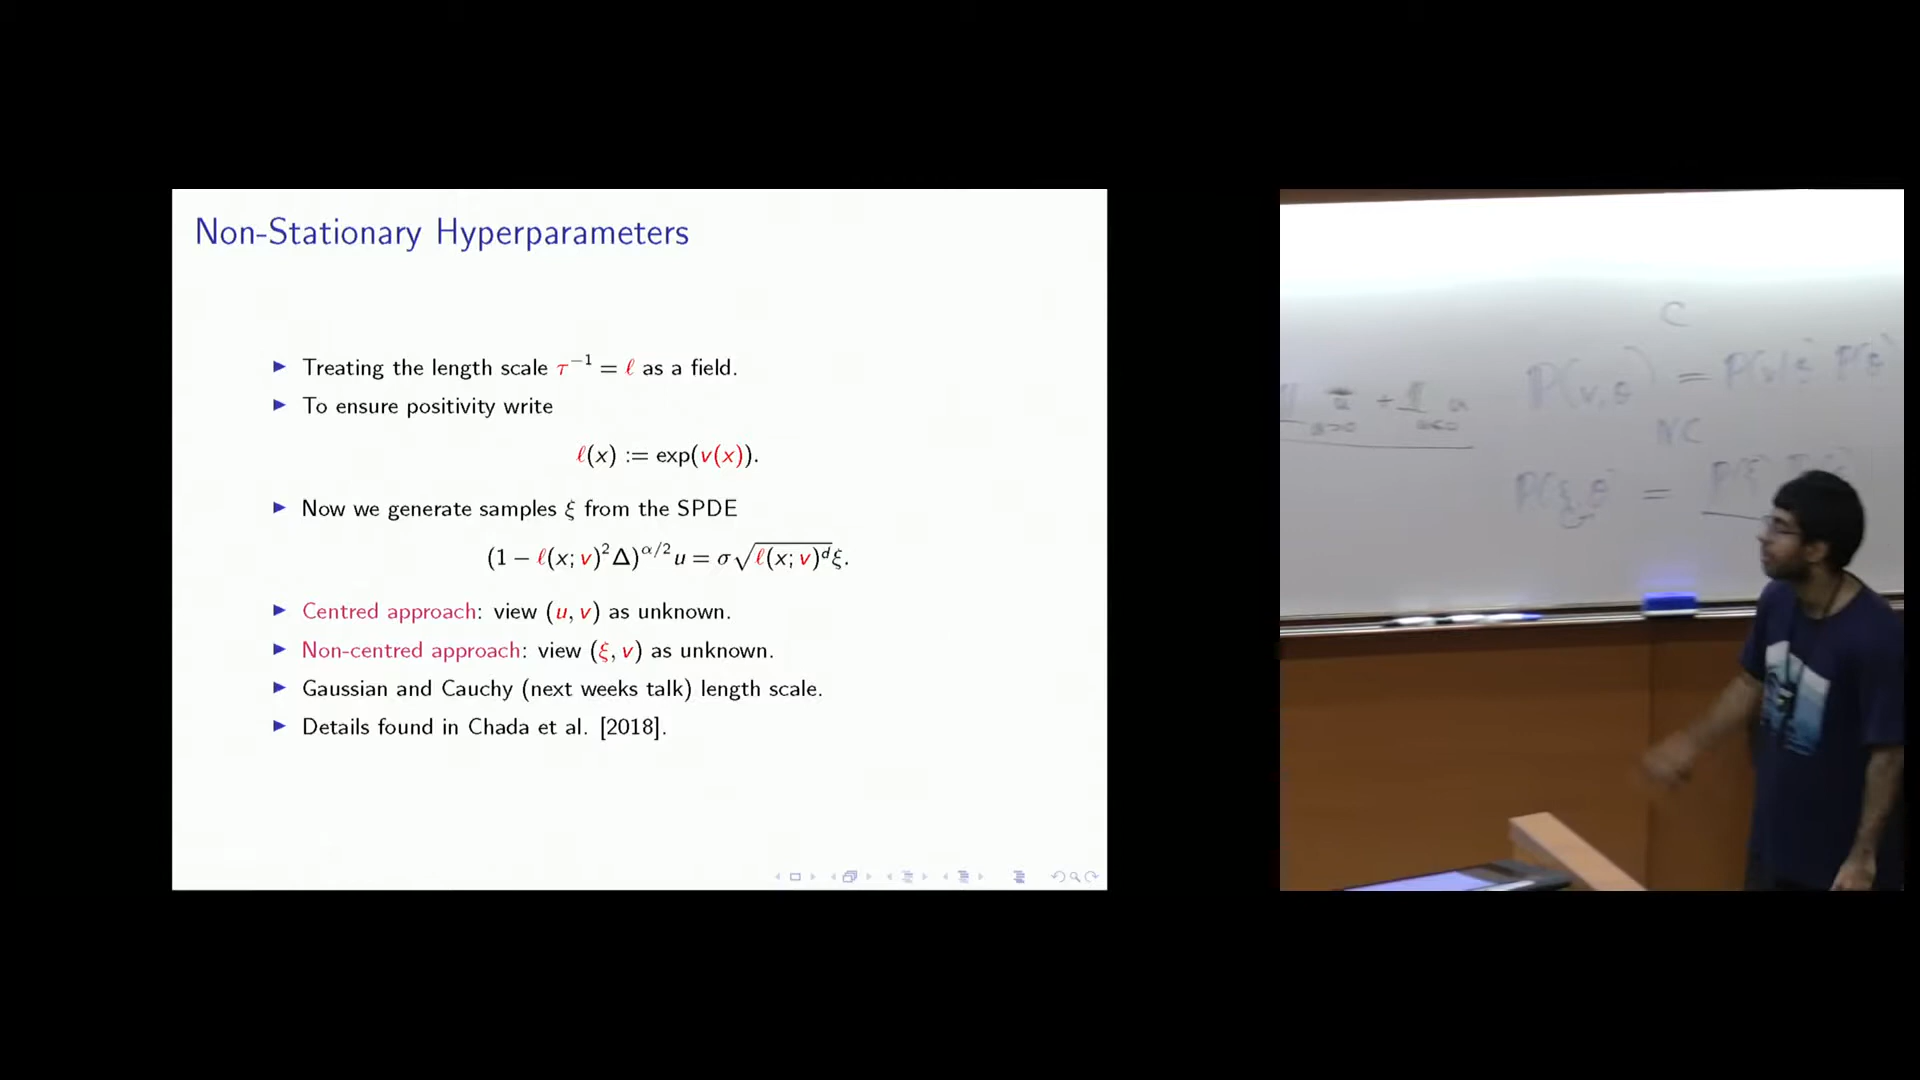 Non-Stationary Hyperparameters
▶ Treating the length scale τ⁻¹ = ℓ as a field.
▶ To ensure positivity write
ℓ(x) := exp(v(x)).
▶ Now we generate samples ξ from the SPDE
(1 − ℓ(x; v)²Δ)^{α/2} u = σ√(ℓ(x; v)^d) ξ.
▶ Centred approach: view (u, v) as unknown.
▶ Non-centred approach: view (ξ, v) as unknown.
▶ Gaussian and Cauchy (next weeks talk) length scale.
▶ Details found in Chada et al. [2018].
C
P(v, θ) =
NC
P(ξ, θ) =